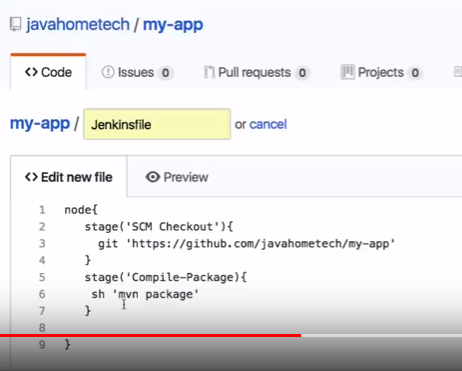 javahometech / my-app
<> Code Issues 0 Pull requests 0 Projects 0
my-app / Jenkinsfile or cancel
<> Edit new file Preview
1 node{
2 stage('SCM Checkout'){
3 git 'https://github.com/javahometech/my-app'
4 }
5 stage('Compile-Package){
6 sh 'mvn package'
7 }
8
9 }